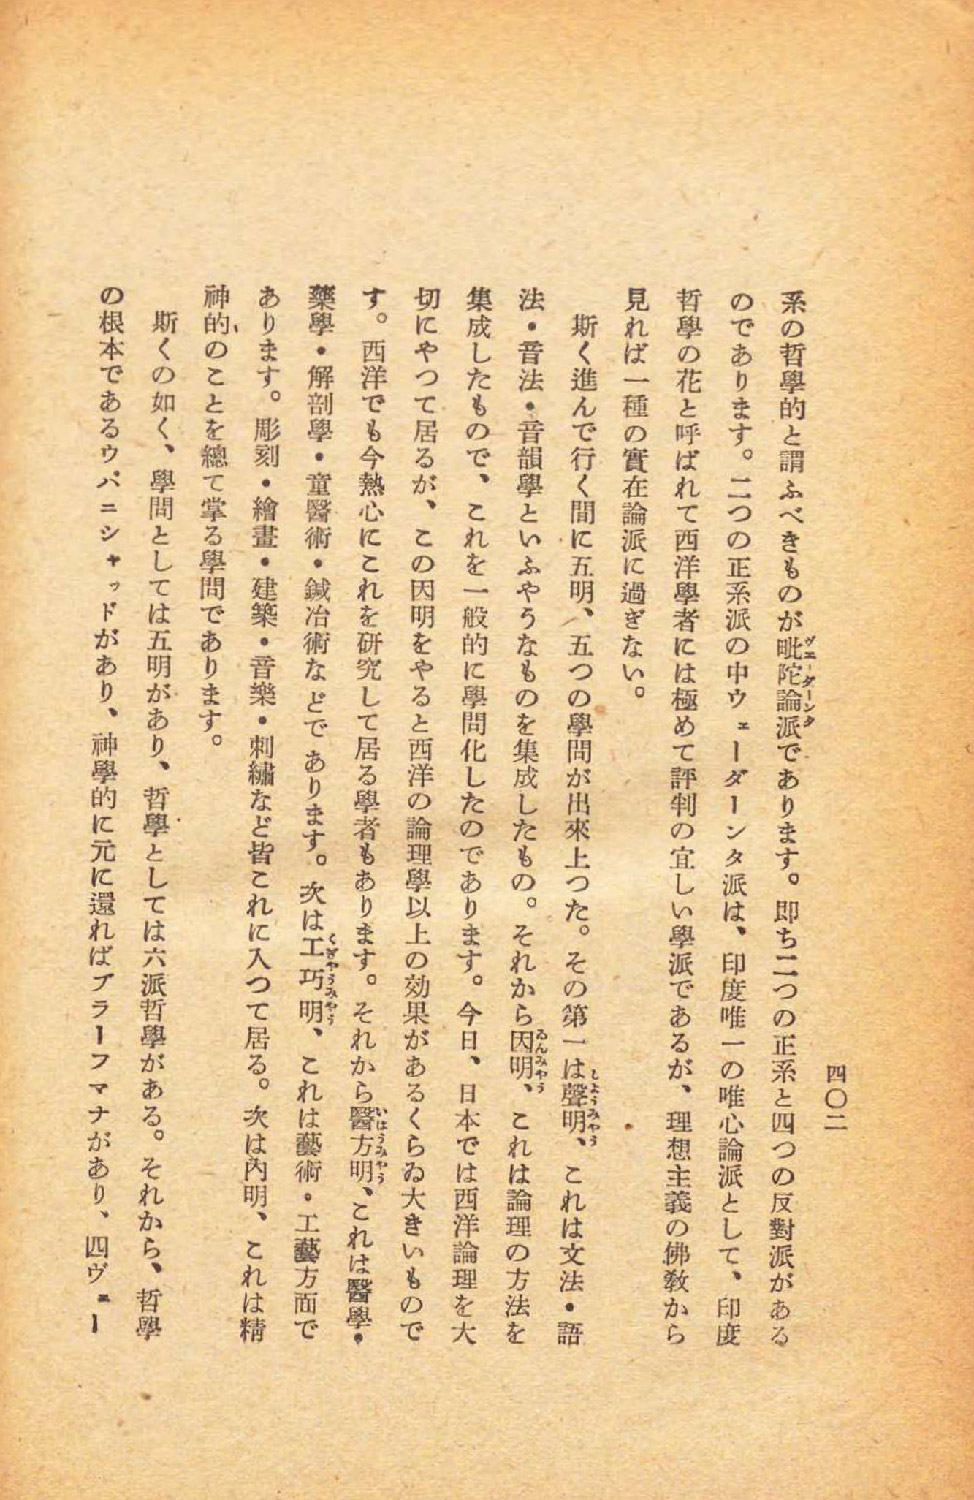 四〇二
系の哲學的と謂ふべきものが毗陀論派であります。卽ち二つの正系と四つの反對派がある
のであります。二つの正系派の中ウェーダーンタ派は、印度唯一の唯心論派として、印度
哲學の花と呼ばれて西洋學者には極めて評判の宜しい學派であるが、理想主義の佛敎から
見れば一種の實在論派に過ぎない。
斯く進んで行く間に五明、五つの學問が出來上つた。その第一は聲明、これは文法・語
法・音法・音韻學といふやうなものを集成したもの。それから因明、これは論理の方法を
集成したもので、これを一般的に學問化したのであります。今日、日本では西洋論理を大
切にやつて居るが、この因明をやると西洋の論理學以上の効果があるくらゐ大きいもので
す。西洋でも今熱心にこれを硏究して居る學者もあります。それから醫方明、これは醫學・
藥學・解剖學・童醫術・鍼冶術などであります。次は工巧明、これは藝術・工藝方面で
あります。彫刻・繪畫・建築・音樂・刺繡など皆これに入つて居る。次は內明、これは精
神的のことを總て掌る學問であります。
斯くの如く、學問としては五明があり、哲學としては六派哲學がある。それから、哲學
の根本であるウパニシャッドがあり、神學的に元に還ればブラーフマナがあり、四ヴェー